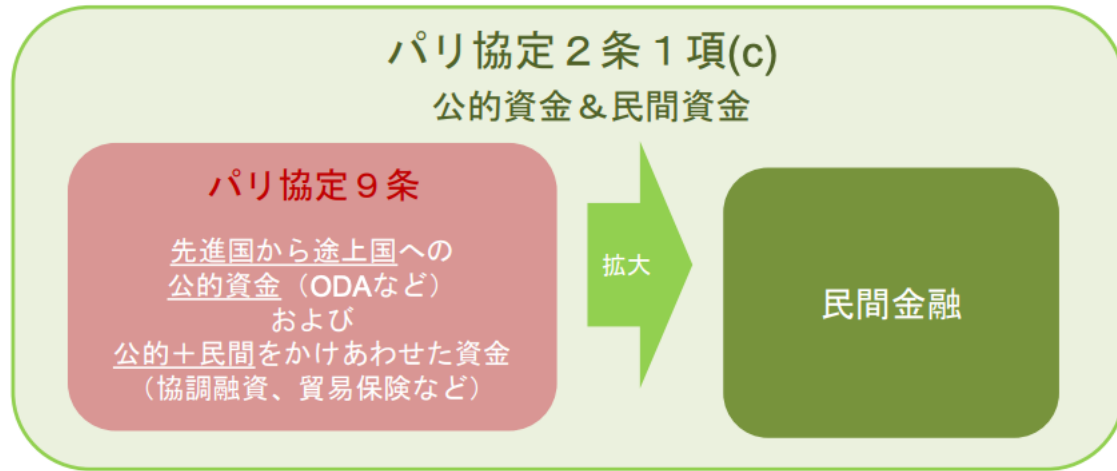 パリ協定２条１項(c)
公的資金＆民間資金
パリ協定９条
先進国から途上国への
公的資金（ODAなど）
および
公的＋民間をかけあわせた資金
（協調融資、貿易保険など）
拡大
民間金融